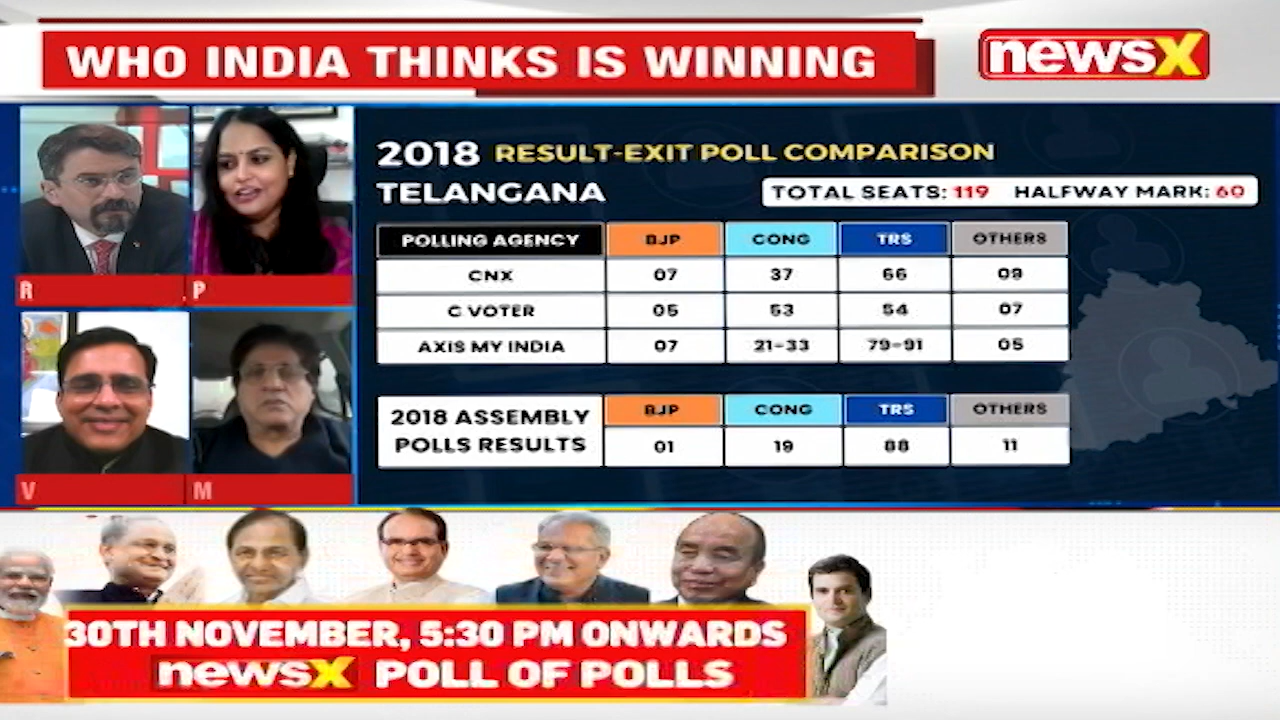 WHO INDIA THINKS IS WINNING
newsX
R
P
V
M
2018 RESULT-EXIT POLL COMPARISON
TELANGANA
TOTAL SEATS: 119 HALFWAY MARK: 60
POLLING AGENCY BJP CONG TRS OTHERS
CNX 07 37 66 09
C VOTER 05 53 54 07
AXIS MY INDIA 07 21-33 79-91 05
2018 ASSEMBLY POLLS RESULTS
BJP CONG TRS OTHERS
01 19 88 11
30TH NOVEMBER, 5:30 PM ONWARDS
newsX POLL OF POLLS